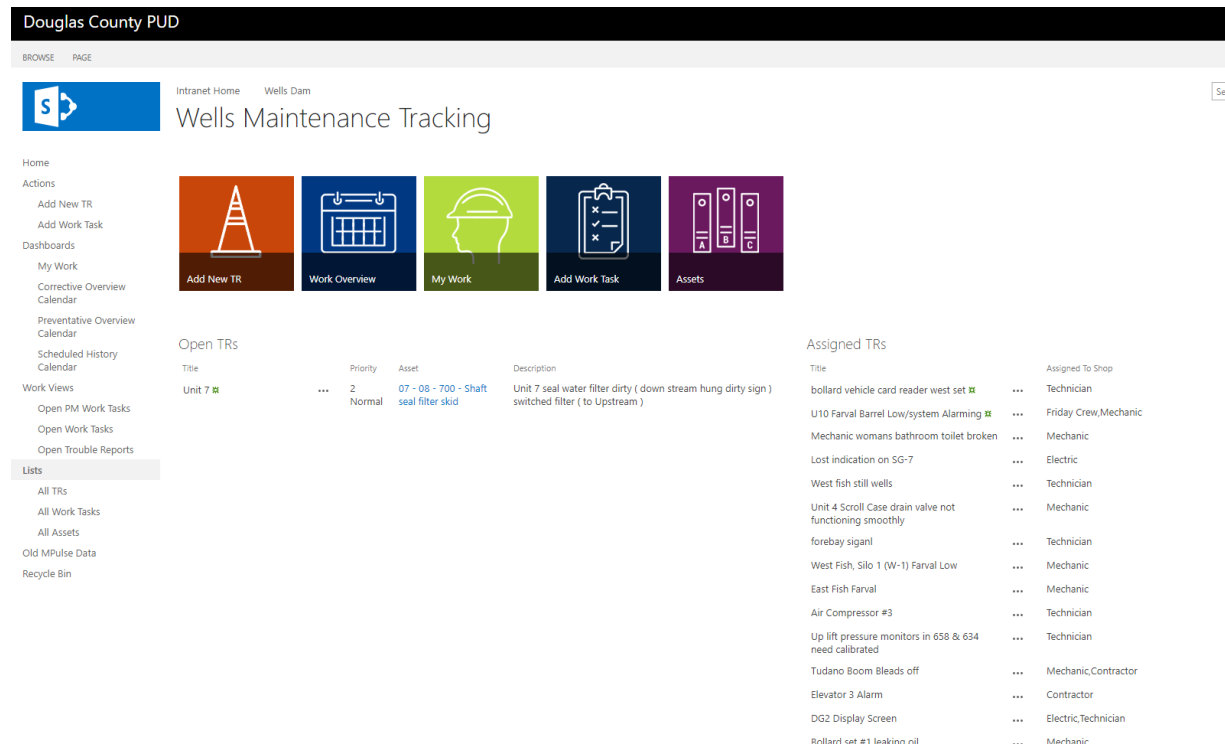 Douglas County PUD
BROWSE PAGE
S
Intranet Home Wells Dam
Wells Maintenance Tracking
Home
Actions
Add New TR
Add Work Task
Dashboards
My Work
Corrective Overview
Calendar
Preventative Overview
Calendar
Scheduled History
Calendar
Work Views
Open PM Work Tasks
Open Work Tasks
Open Trouble Reports
Lists
All TRs
All Work Tasks
All Assets
Old MPulse Data
Recycle Bin
Add New TR
Work Overview
My Work
Add Work Task
A B C
Assets
Open TRs
Title Priority Asset Description
Unit 7 ... 2 07 - 08 - 700 - Shaft Unit 7 seal water filter dirty ( down stream hung dirty sign )
Normal seal filter skid switched filter ( to Upstream )
Assigned TRs
Title Assigned To Shop
bollard vehicle card reader west set ... Technician
U10 Farval Barrel Low/system Alarming ... Friday Crew,Mechanic
Mechanic womans bathroom toilet broken ... Mechanic
Lost indication on SG-7 ... Electric
West fish still wells ... Technician
Unit 4 Scroll Case drain valve not ... Mechanic
functioning smoothly
forebay siganl ... Technician
West Fish, Silo 1 (W-1) Farval Low ... Mechanic
East Fish Farval ... Mechanic
Air Compressor #3 ... Technician
Up lift pressure monitors in 658 & 634 ... Technician
need calibrated
Tudano Boom Bleads off ... Mechanic,Contractor
Elevator 3 Alarm ... Contractor
DG2 Display Screen ... Electric,Technician
Bollard set #1 leaking oil ... Mechanic